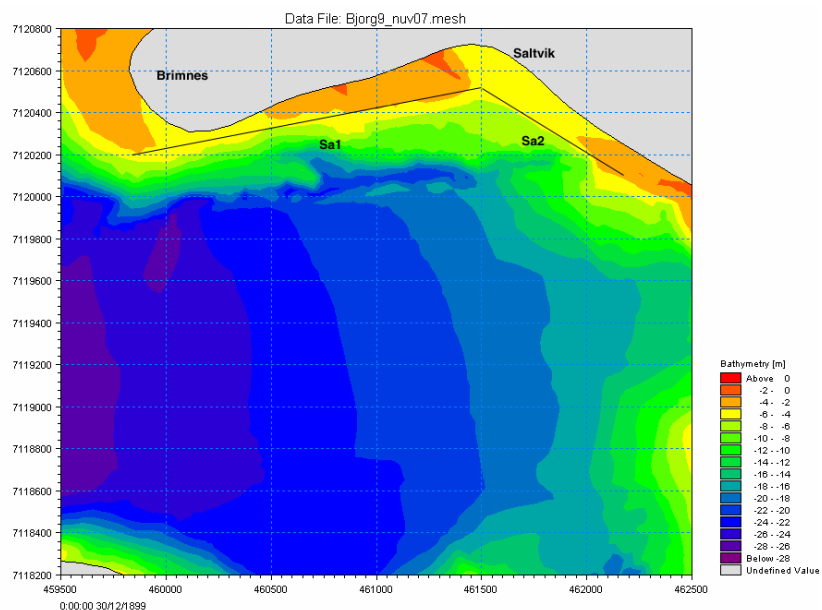 Data File: Bjorg9_nuv07.mesh
7120800
7120600
7120400
7120200
7120000
7119800
7119600
7119400
7119200
7119000
7118800
7118600
7118400
7118200
Brimnes
Saltvik
Sa1
Sa2
459500 460000 460500 461000 461500 462000 462500
0:00:00 30/12/1899
Bathymetry [m]
Above 0
-2 - 0
-4 - -2
-6 - -4
-8 - -6
-10 - -8
-12 - -10
-14 - -12
-16 - -14
-18 - -16
-20 - -18
-22 - -20
-24 - -22
-26 - -24
-28 - -26
Below -28
Undefined Value